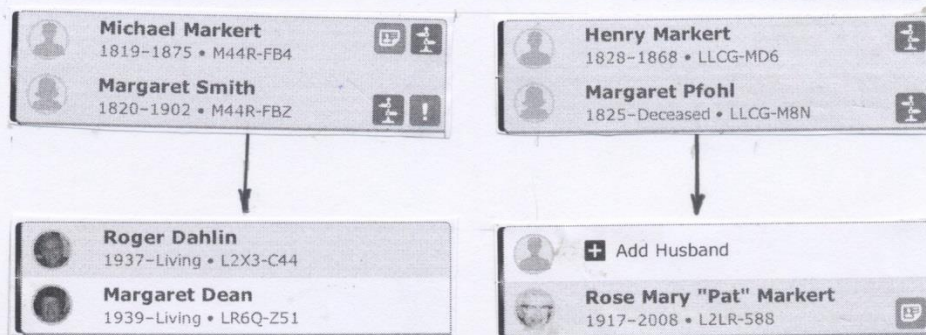 Michael Markert
1819–1875 • M44R-FB4
Margaret Smith
1820–1902 • M44R-FBZ
Henry Markert
1828–1868 • LLCG-MD6
Margaret Pfohl
1825–Deceased • LLCG-M8N
Roger Dahlin
1937–Living • L2X3-C44
Margaret Dean
1939–Living • LR6Q-Z51
Add Husband
Rose Mary "Pat" Markert
1917–2008 • L2LR-588